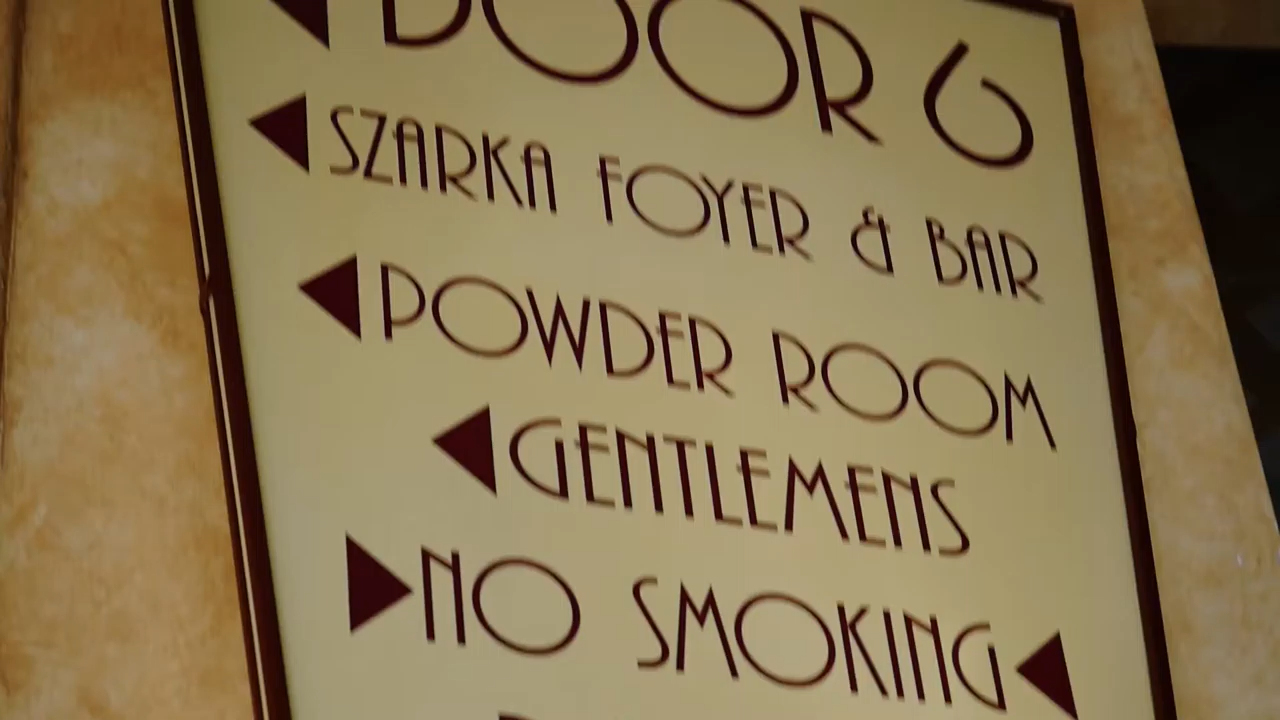 DOOR 6
SZARKA FOYER & BAR
POWDER ROOM
GENTLEMENS
NO SMOKING